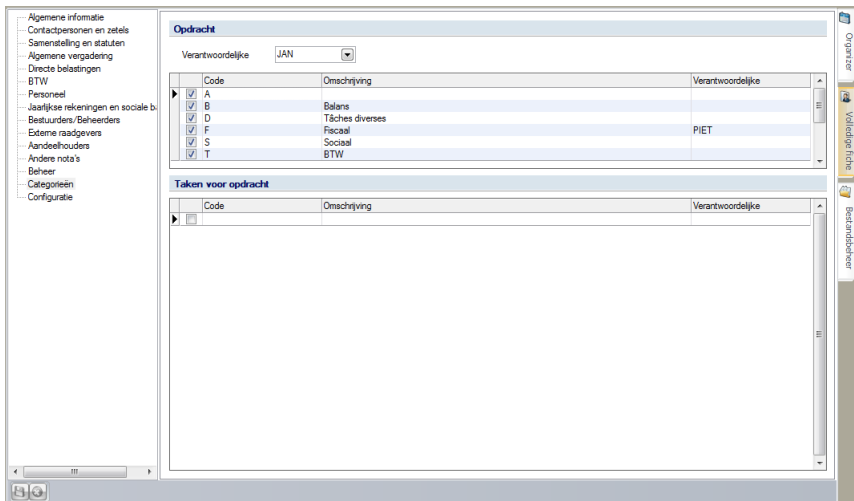 Algemene informatie
Contactpersonen en zetels
Samenstelling en statuten
Algemene vergadering
Directe belastingen
BTW
Personeel
Jaarlijkse rekeningen en sociale ba
Bestuurders/Beheerders
Externe raadgevers
Aandeelhouders
Andere nota's
Beheer
Categorieën
Configuratie
Opdracht
Verantwoordelijke JAN
Code Omschrijving Verantwoordelijke
A
B Balans
D Tâches diverses
F Fiscaal PIET
S Sociaal
T BTW
Taken voor opdracht
Code Omschrijving Verantwoordelijke
Organizer
Volledige fiche
Bestandsbeheer